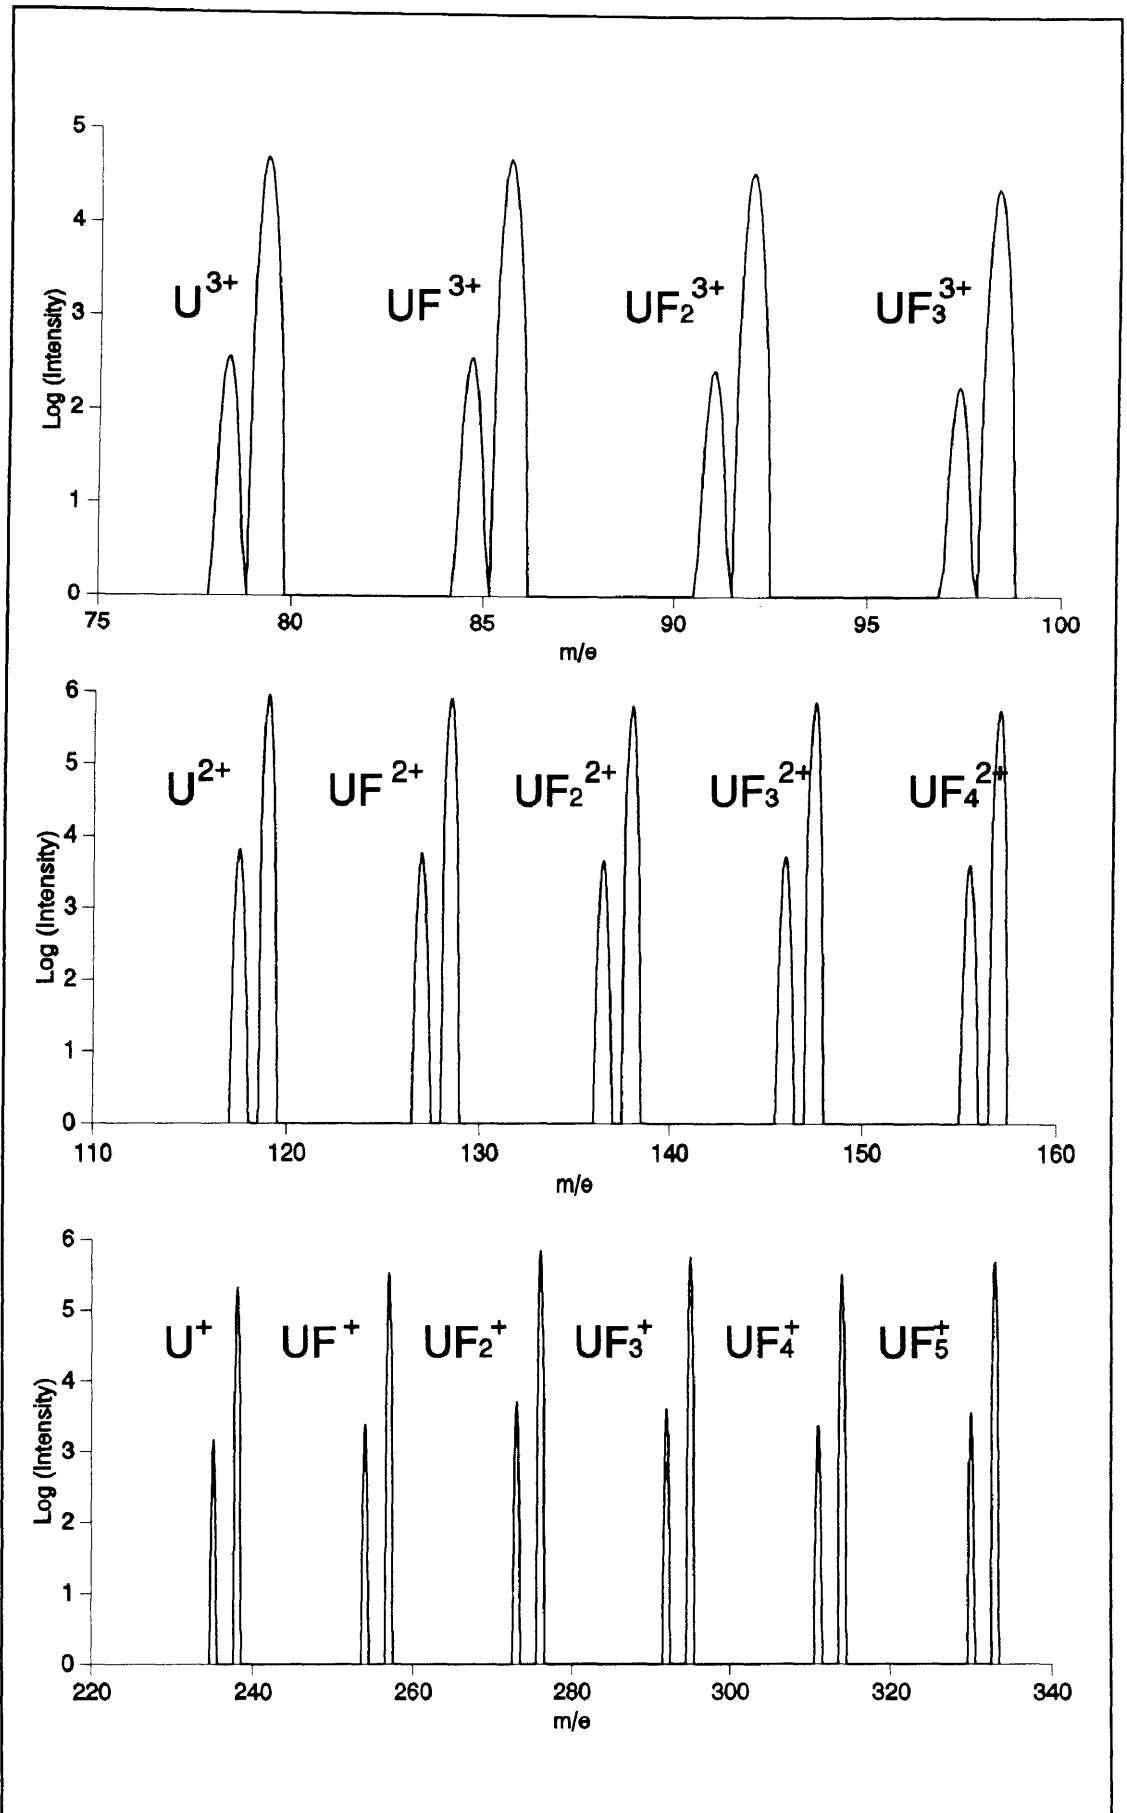 5
4
3
2
1
0
Log (Intensity)
U3+
UF3+
UF23+
UF33+
75
80
85
90
95
100
m/e
6
5
4
3
2
1
0
Log (Intensity)
U2+
UF2+
UF22+
UF32+
UF42+
110
120
130
140
150
160
m/e
6
5
4
3
2
1
0
Log (Intensity)
U+
UF+
UF2+
UF3+
UF4+
UF5+
220
240
260
280
300
320
340
m/e